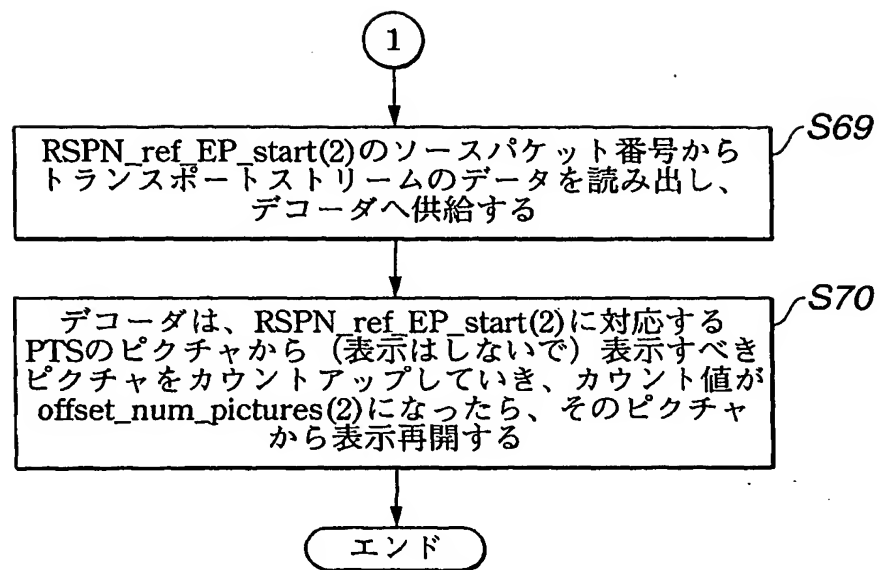 1
S69
RSPN_ref_EP_start(2)のソースパケット番号から
トランスポートストリームのデータを読み出し、
デコーダへ供給する
S70
デコーダは、RSPN_ref_EP_start(2)に対応する
PTSのピクチャから（表示はしないで）表示すべき
ピクチャをカウントアップしていき、カウント値が
offset_num_pictures(2)になったら、そのピクチャ
から表示再開する
エンド